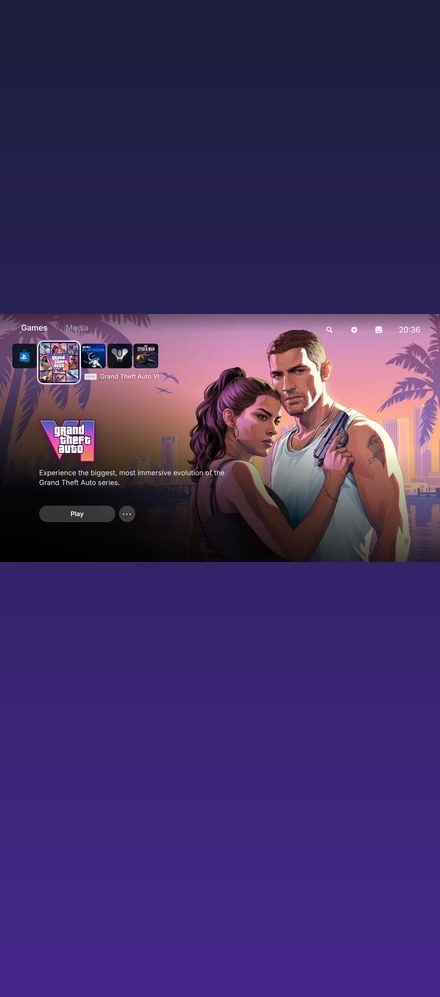 Games Media
20:36
Grand Theft Auto VI
grand
theft
auto
VI
Experience the biggest, most immersive evolution of the
Grand Theft Auto series.
Play